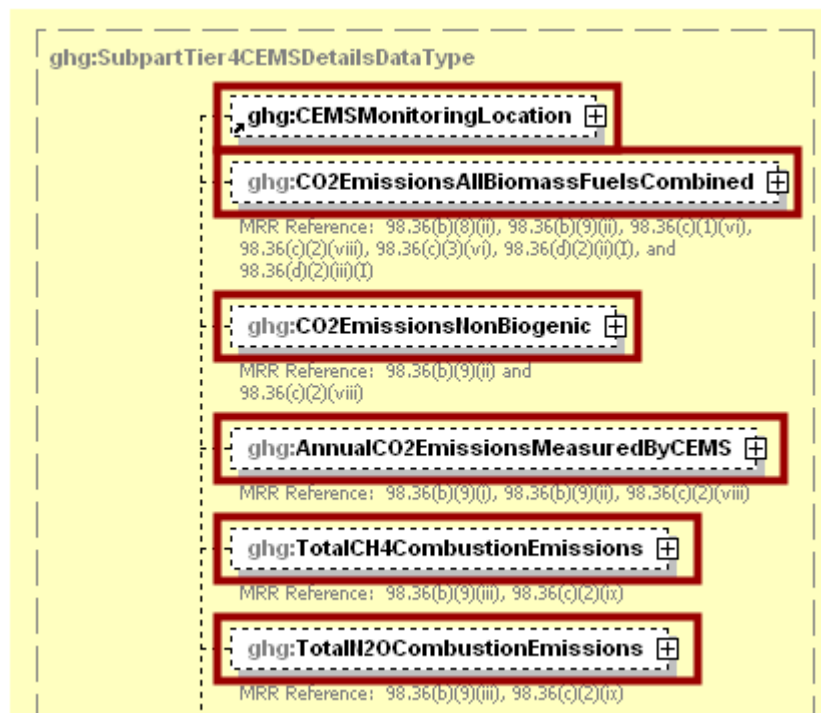 ghg:SubpartTier4CEMSDetailsDataType
ghg:CEMSMonitoringLocation
ghg:CO2EmissionsAllBiomassFuelsCombined
MRR Reference: 98.36(b)(8)(ii), 98.36(b)(9)(ii), 98.36(c)(1)(vi),
98.36(c)(2)(viii), 98.36(c)(3)(vi), 98.36(d)(2)(ii)(I), and
98.36(d)(2)(iii)(I)
ghg:CO2EmissionsNonBiogenic
MRR Reference: 98.36(b)(9)(ii) and
98.36(c)(2)(viii)
ghg:AnnualCO2EmissionsMeasuredByCEMS
MRR Reference: 98.36(b)(9)(i), 98.36(b)(9)(ii), 98.36(c)(2)(viii)
ghg:TotalCH4CombustionEmissions
MRR Reference: 98.36(b)(9)(iii), 98.36(c)(2)(ix)
ghg:TotalN2OCombustionEmissions
MRR Reference: 98.36(b)(9)(iii), 98.36(c)(2)(ix)